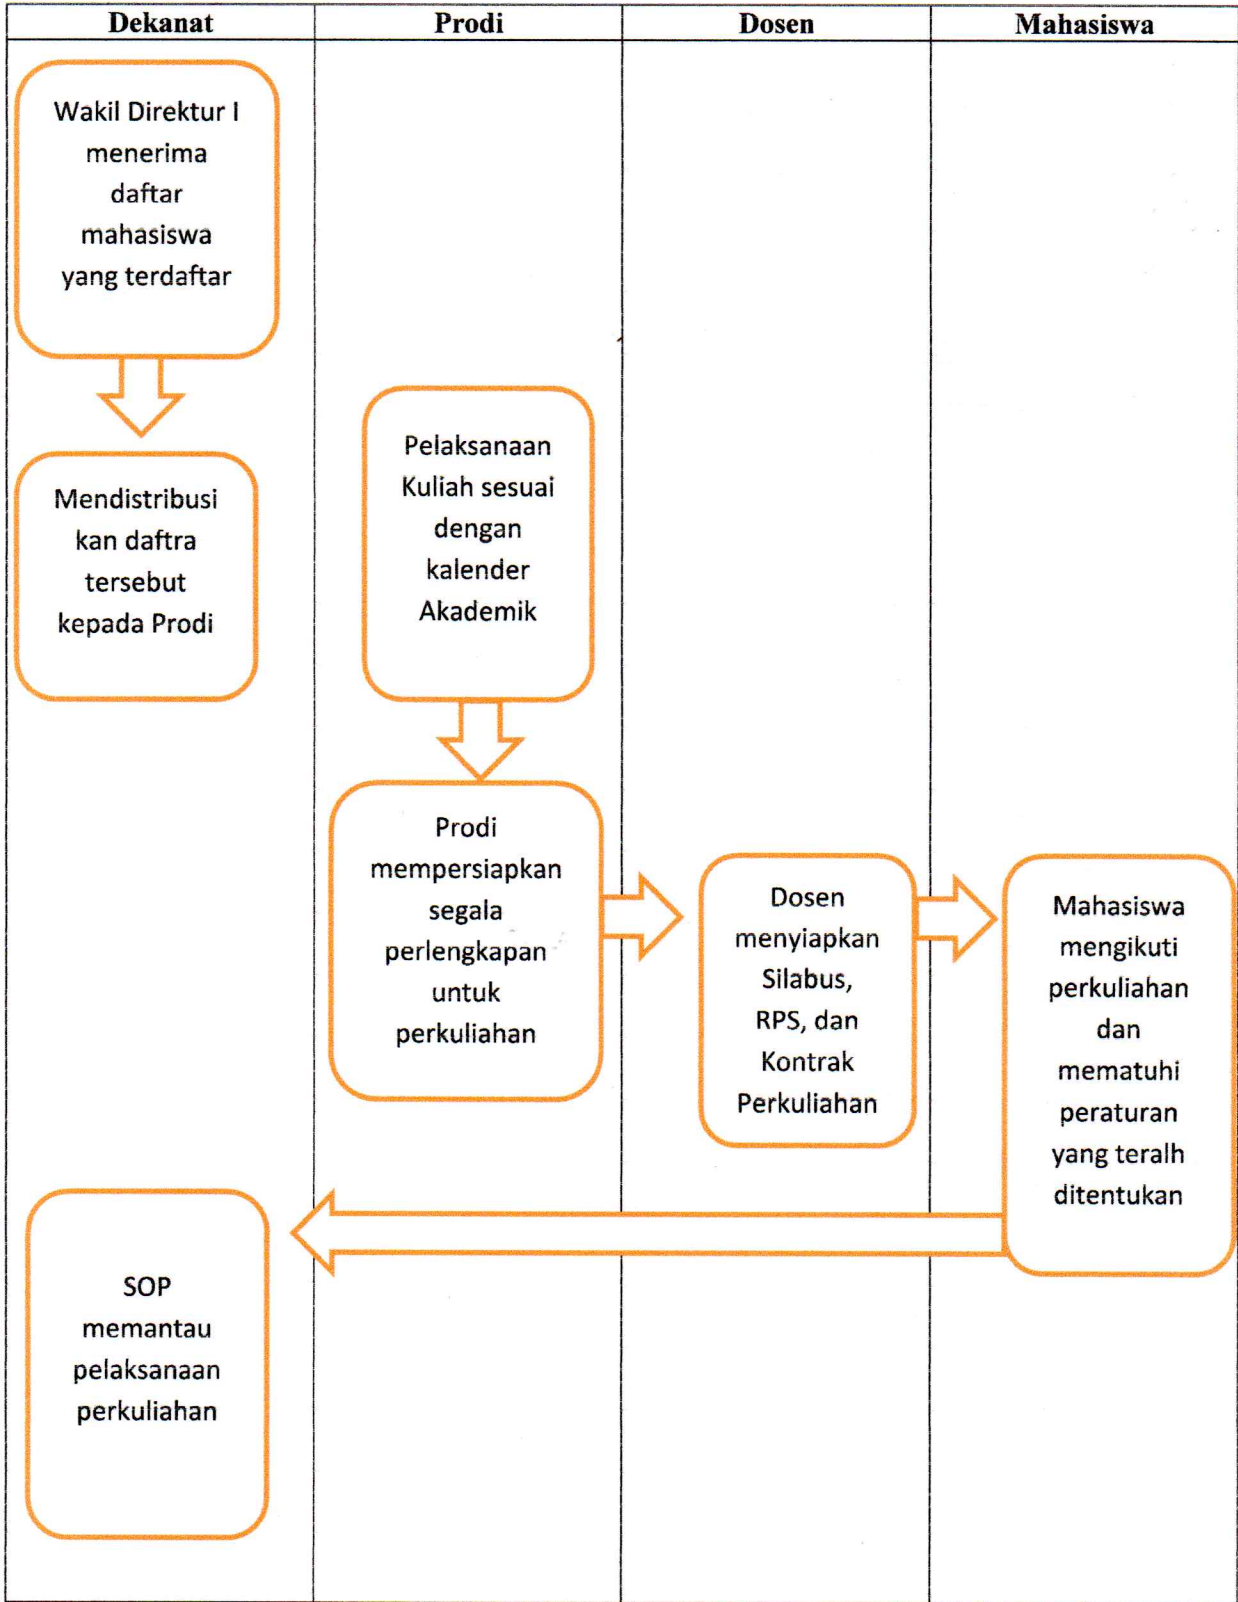 Dekanat
Prodi
Dosen
Mahasiswa
Wakil Direktur I
menerima
daftar
mahasiswa
yang terdaftar
Mendistribusi
kan daftra
tersebut
kepada Prodi
Pelaksanaan
Kuliah sesuai
dengan
kalender
Akademik
Prodi
mempersiapkan
segala
perlengkapan
untuk
perkuliahan
Dosen
menyiapkan
Silabus,
RPS, dan
Kontrak
Perkuliahan
Mahasiswa
mengikuti
perkuliahan
dan
mematuhi
peraturan
yang teralh
ditentukan
SOP
memantau
pelaksanaan
perkuliahan